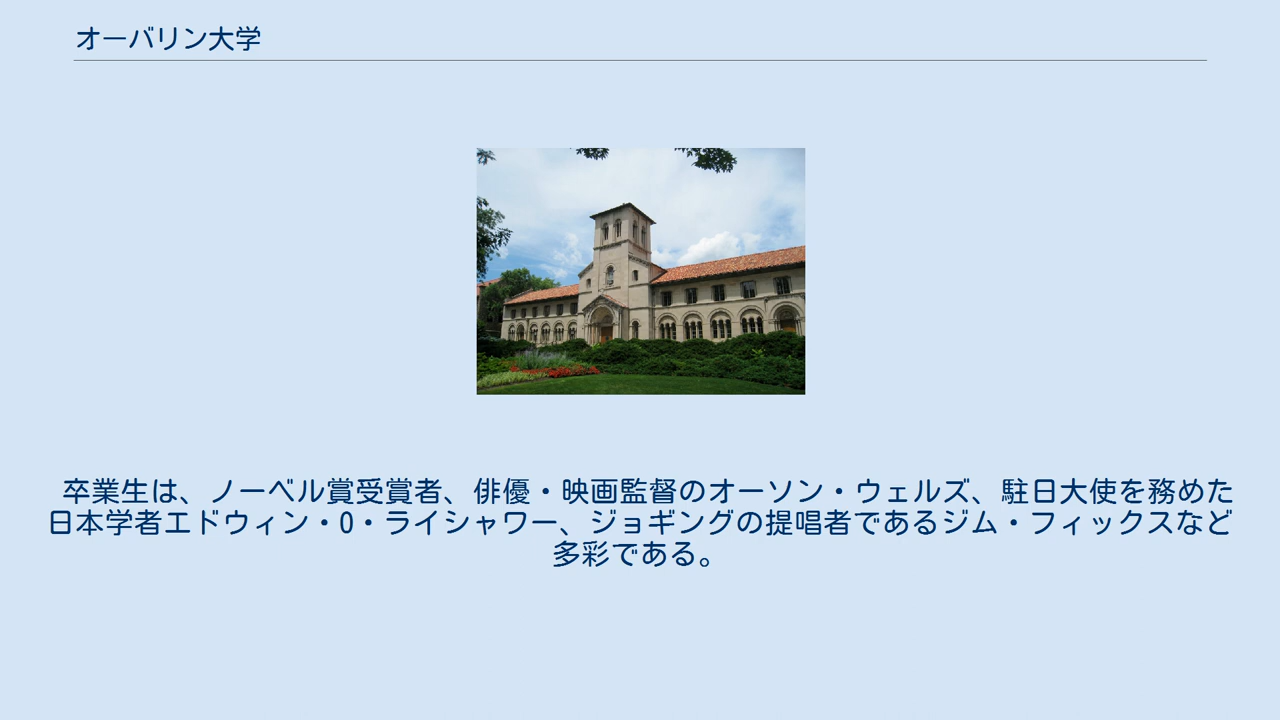 オーバリン大学
卒業生は、ノーベル賞受賞者、俳優・映画監督のオーソン・ウェルズ、駐日大使を務めた
日本学者エドウィン・O・ライシャワー、ジョギングの提唱者であるジム・フィックスなど
多彩である。